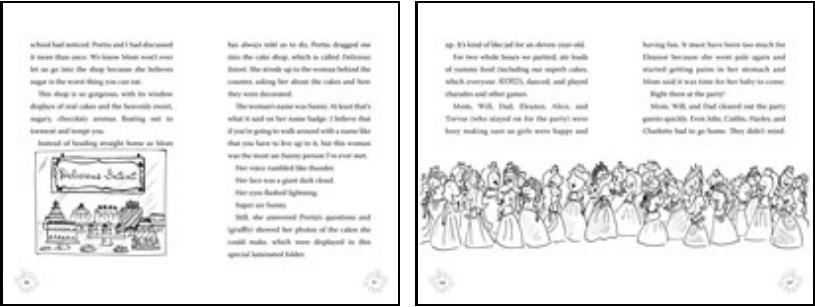 school had noticed. Portia and I had discussed
it more than once. We know Mom won't ever
let us go into the shop because she believes
sugar is the worst thing you can eat.
This shop is so gorgeous, with its window
displays of real cakes and the heavenly sweet,
sugary, chocolate aromas floating out to
torment and tempt you.
Instead of heading straight home as Mom
Delicious Intent
has always told us to do, Portia dragged me
into the cake shop, which is called Delicious
Intent. She strode up to the woman behind the
counter, asking her about the cakes and how
they were decorated.
The woman's name was Sunny. At least that's
what it said on her name badge. I believe that
if you're going to walk around with a name like
that you have to live up to it, but this woman
was the most un-Sunny person I've ever met.
Her voice rumbled like thunder.
Her face was a giant dark cloud.
Her eyes flashed lightning.
Super un-Sunny.
Still, she answered Portia's questions and
(gruffly) showed her photos of the cakes she
could make, which were displayed in this
special laminated folder.
up. It's kind of like jail for an eleven-year-old.
For two whole hours we partied, ate loads
of yummy food (including our superb cakes,
which everyone ADORED), danced, and played
charades and other games.
Mom, Will, Dad, Eleanor, Alice, and
Trevor (who stayed on for the party) were
busy making sure us girls were happy and
having fun. It must have been too much for
Eleanor because she went pale again and
started getting pains in her stomach and
Mom said it was time for her baby to come.
Right there at the party!
Mom, Will, and Dad cleared out the party
guests quickly. Even Jolie, Caitlin, Hayley, and
Charlotte had to go home. They didn't mind.